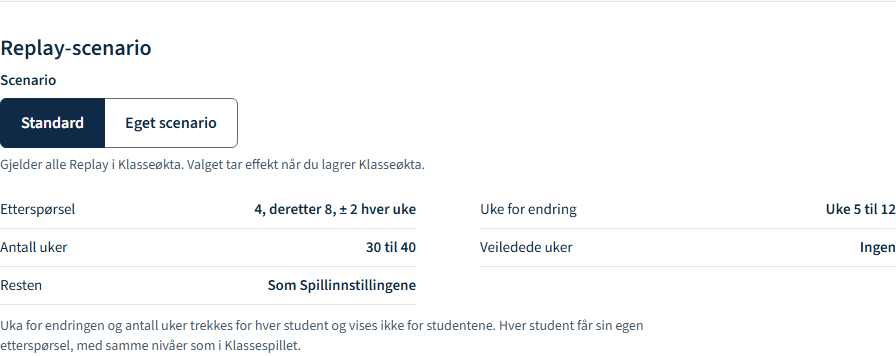 Replay-scenario
Scenario
Standard
Eget scenario
Gjelder alle Replay i Klasseøkta. Valget tar effekt når du lagrer Klasseøkta.
Etterspørsel
4, deretter 8, ± 2 hver uke
Uke for endring
Uke 5 til 12
Antall uker
30 til 40
Veiledede uker
Ingen
Resten
Som Spillinnstillingene
Uka for endringen og antall uker trekkes for hver student og vises ikke for studentene. Hver student får sin egen
etterspørsel, med samme nivåer som i Klassespillet.